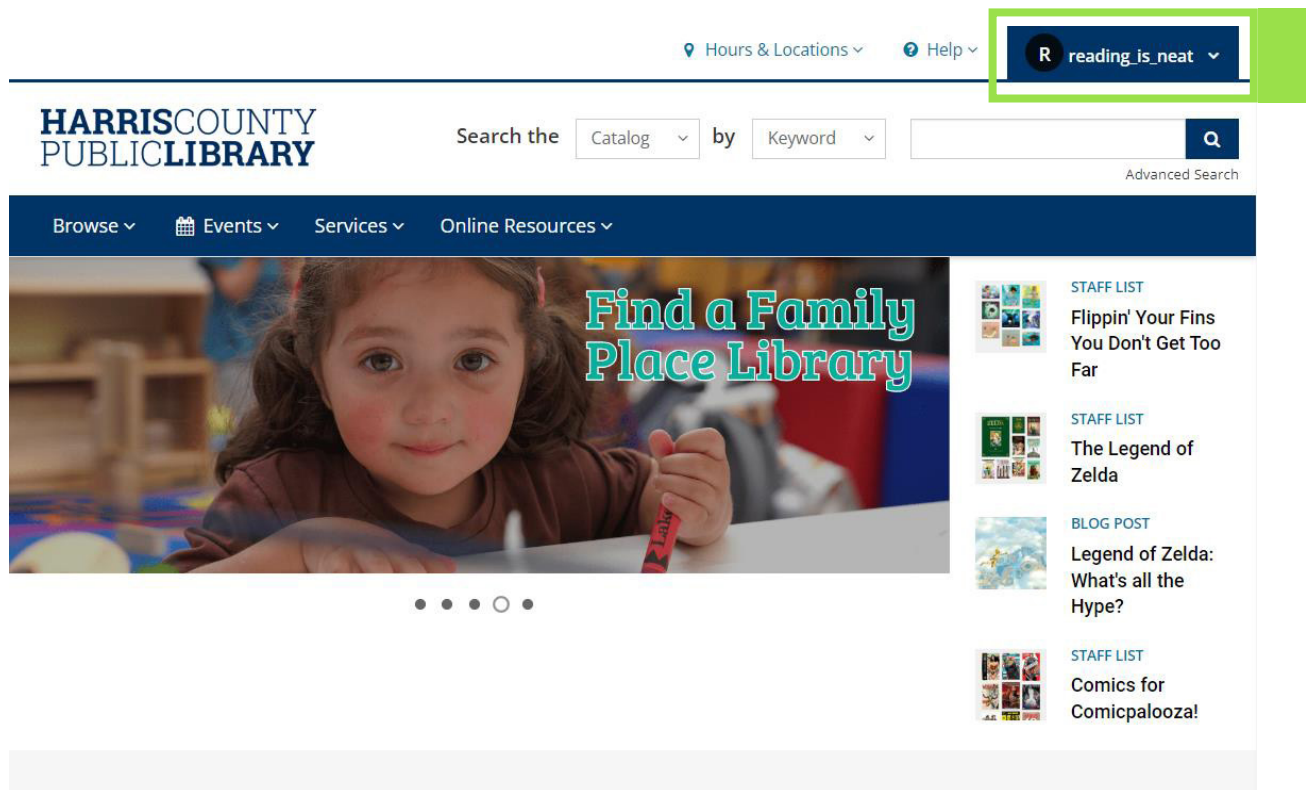 Hours & Locations
Help
R reading_is_neat
HARRISCOUNTY
PUBLICLIBRARY
Search the Catalog by Keyword
Advanced Search
Browse Events Services Online Resources
Find a Family
Place Library
STAFF LIST
Flippin' Your Fins
You Don't Get Too
Far
STAFF LIST
The Legend of
Zelda
BLOG POST
Legend of Zelda:
What's all the
Hype?
STAFF LIST
Comics for
Comicpalooza!
Lake